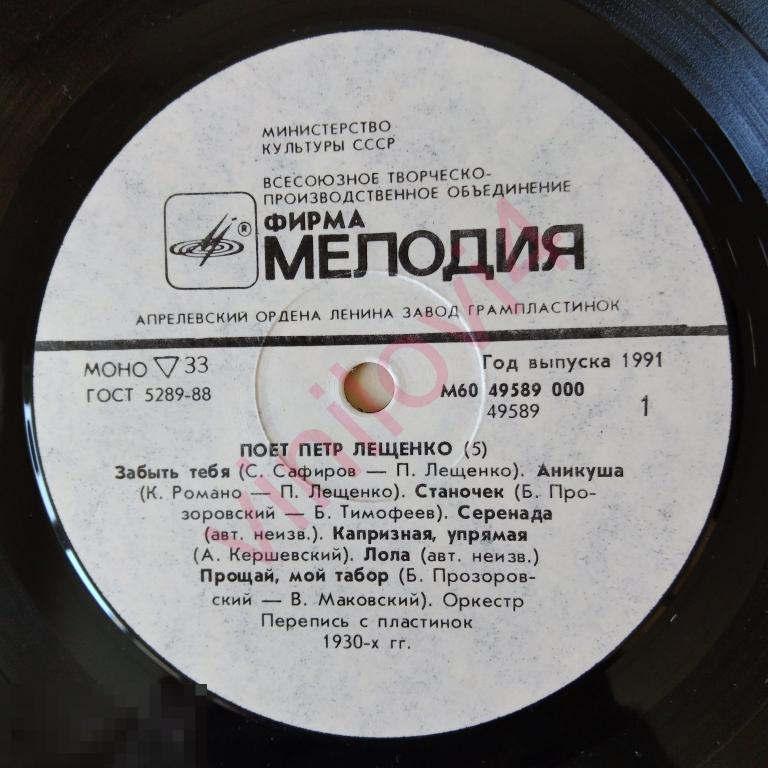 МИНИСТЕРСТВО
КУЛЬТУРЫ СССР
ВСЕСОЮЗНОЕ ТВОРЧЕСКО-
ПРОИЗВОДСТВЕННОЕ ОБЪЕДИНЕНИЕ
®
ФИРМА
МЕЛОДИЯ
АПРЕЛЕВСКИЙ ОРДЕНА ЛЕНИНА ЗАВОД ГРАМПЛАСТИНОК
МОНО ▽ 33
ГОСТ 5289-88
Год выпуска 1991
М60 49589 000
49589
1
ПОЕТ ПЕТР ЛЕЩЕНКО (5)
Забыть тебя (С. Сафиров — П. Лещенко). Аникуша
(К. Романо — П. Лещенко). Станочек (Б. Про-
зоровский — Б. Тимофеев). Серенада
(авт. неизв.). Капризная, упрямая
(А. Кершевский). Лола (авт. неизв.)
Прощай, мой табор (Б. Прозоров-
ский — В. Маковский). Оркестр
Перепись с пластинок
1930-х гг.
vinilovi4